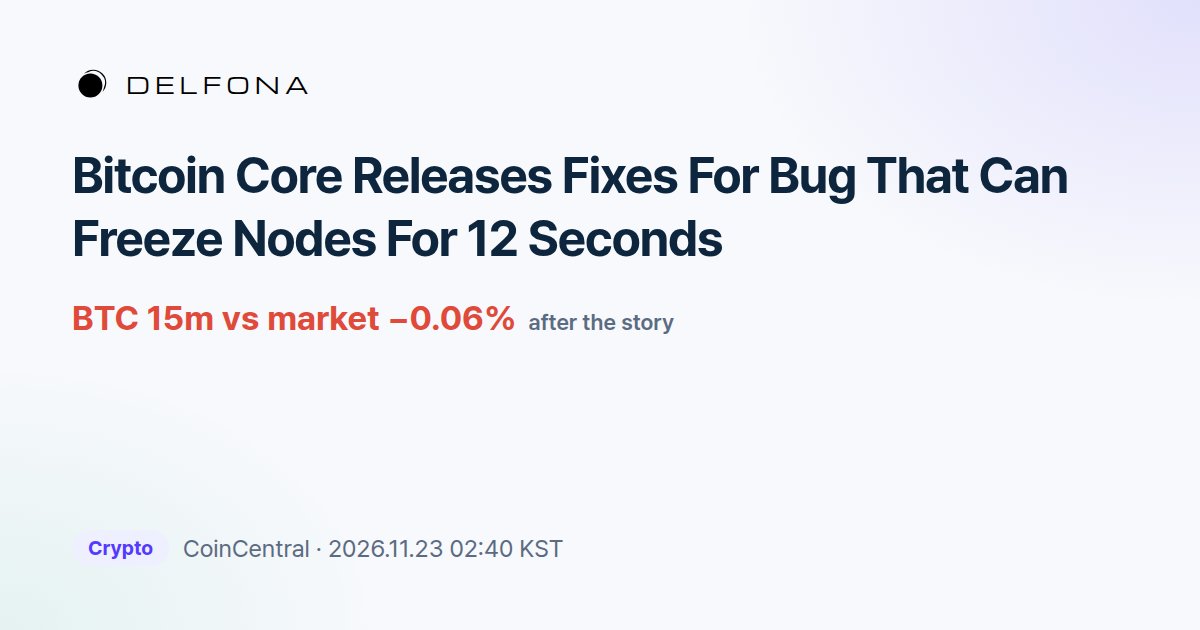 DELFONA
Bitcoin Core Releases Fixes For Bug That Can
Freeze Nodes For 12 Seconds
BTC 15m vs market −0.06% after the story
Crypto CoinCentral · 2026.11.23 02:40 KST